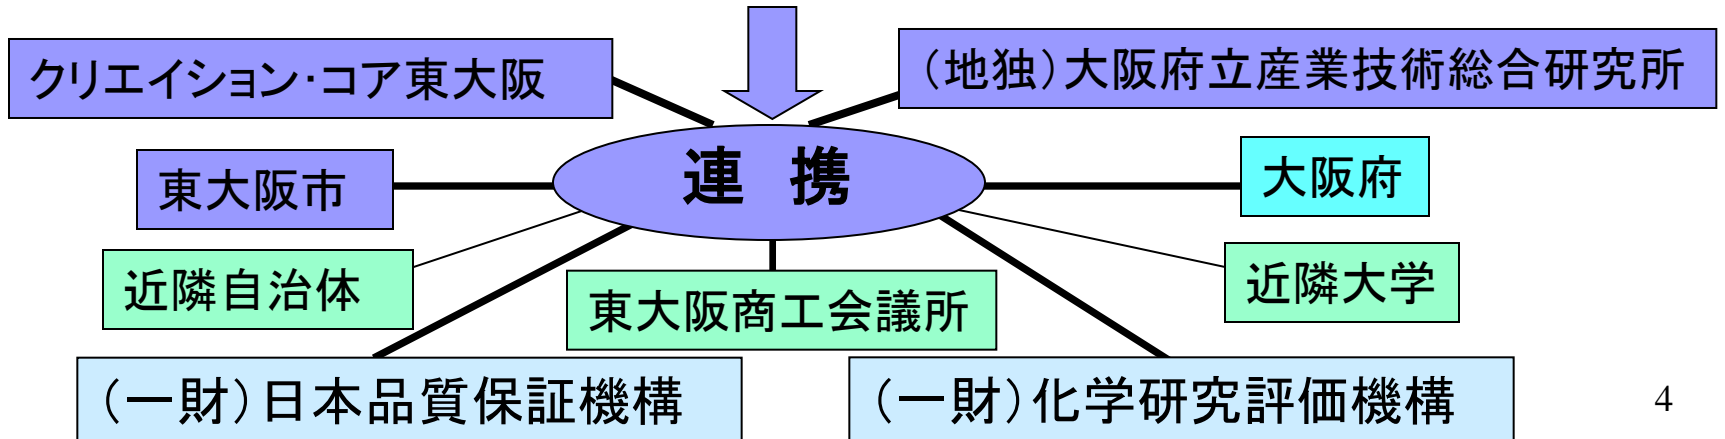 クリエイション・コア東大阪
（地独）大阪府立産業技術総合研究所
連　携
東大阪市
大阪府
近隣自治体
東大阪商工会議所
近隣大学
（一財）日本品質保証機構
（一財）化学研究評価機構
4